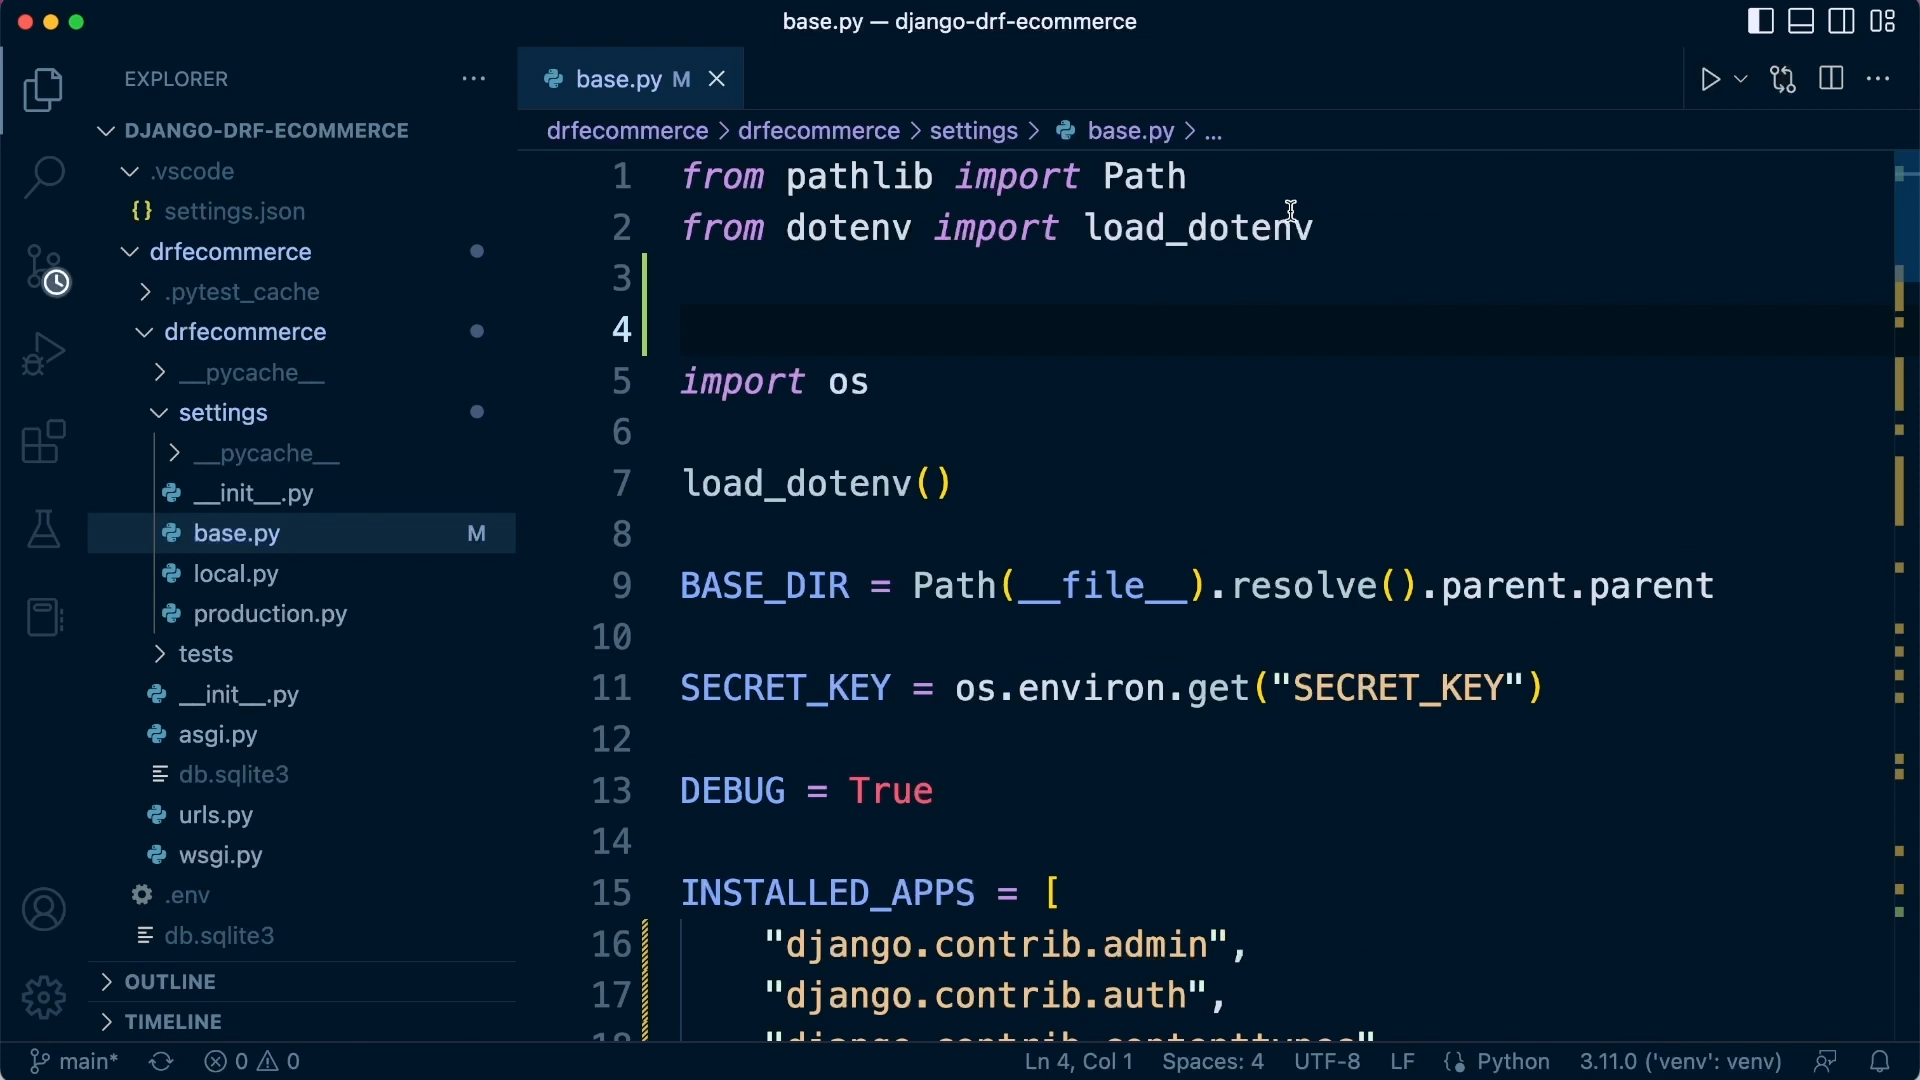 base.py — django-drf-ecommerce
EXPLORER
DJANGO-DRF-ECOMMERCE
.vscode
{} settings.json
drfecommerce
.pytest_cache
drfecommerce
__pycache__
settings
__pycache__
__init__.py
base.py M
local.py
production.py
tests
__init__.py
asgi.py
db.sqlite3
urls.py
wsgi.py
.env
db.sqlite3
OUTLINE
TIMELINE
base.py M
drfecommerce > drfecommerce > settings > base.py > ...
1 from pathlib import Path
2 from dotenv import load_dotenv
3
4
5 import os
6
7 load_dotenv()
8
9 BASE_DIR = Path(__file__).resolve().parent.parent
10
11 SECRET_KEY = os.environ.get("SECRET_KEY")
12
13 DEBUG = True
14
15 INSTALLED_APPS = [
16 "django.contrib.admin",
17 "django.contrib.auth",
18 "django.contrib.contenttypes"
main* 0 0 Ln 4, Col 1 Spaces: 4 UTF-8 LF Python 3.11.0 ('venv': venv)